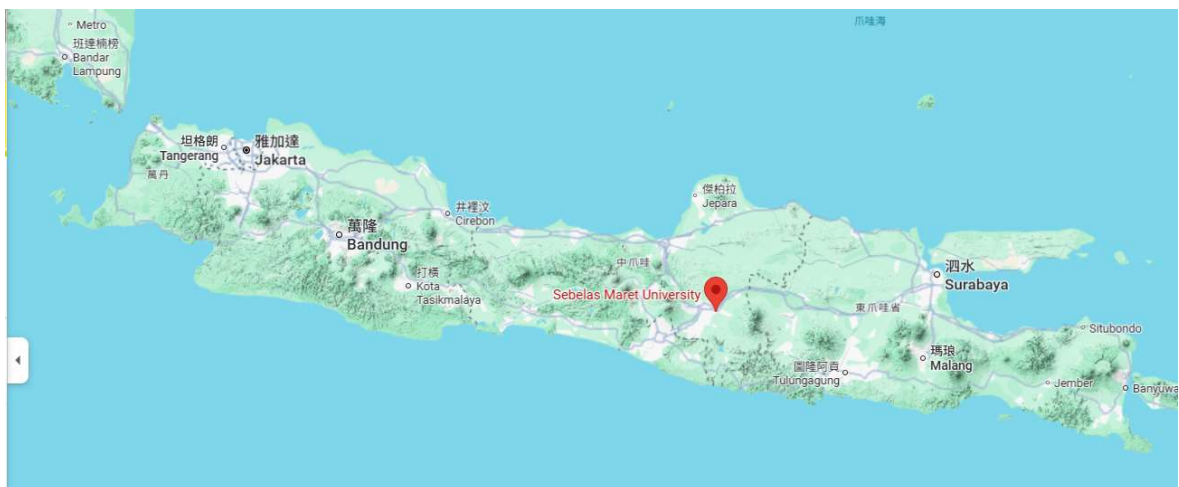 Metro
班達楠榜
Bandar
Lampung
爪哇海
坦格朗
Tangerang
雅加達
Jakarta
萬丹
井裡汶
Cirebon
傑柏拉
Jepara
萬隆
Bandung
打橫
Kota
Tasikmalaya
中爪哇
Sebelas Maret University
泗水
Surabaya
東爪哇省
Situbondo
瑪琅
Malang
圖隆阿貢
Tulungagung
Jember
Banyuwa